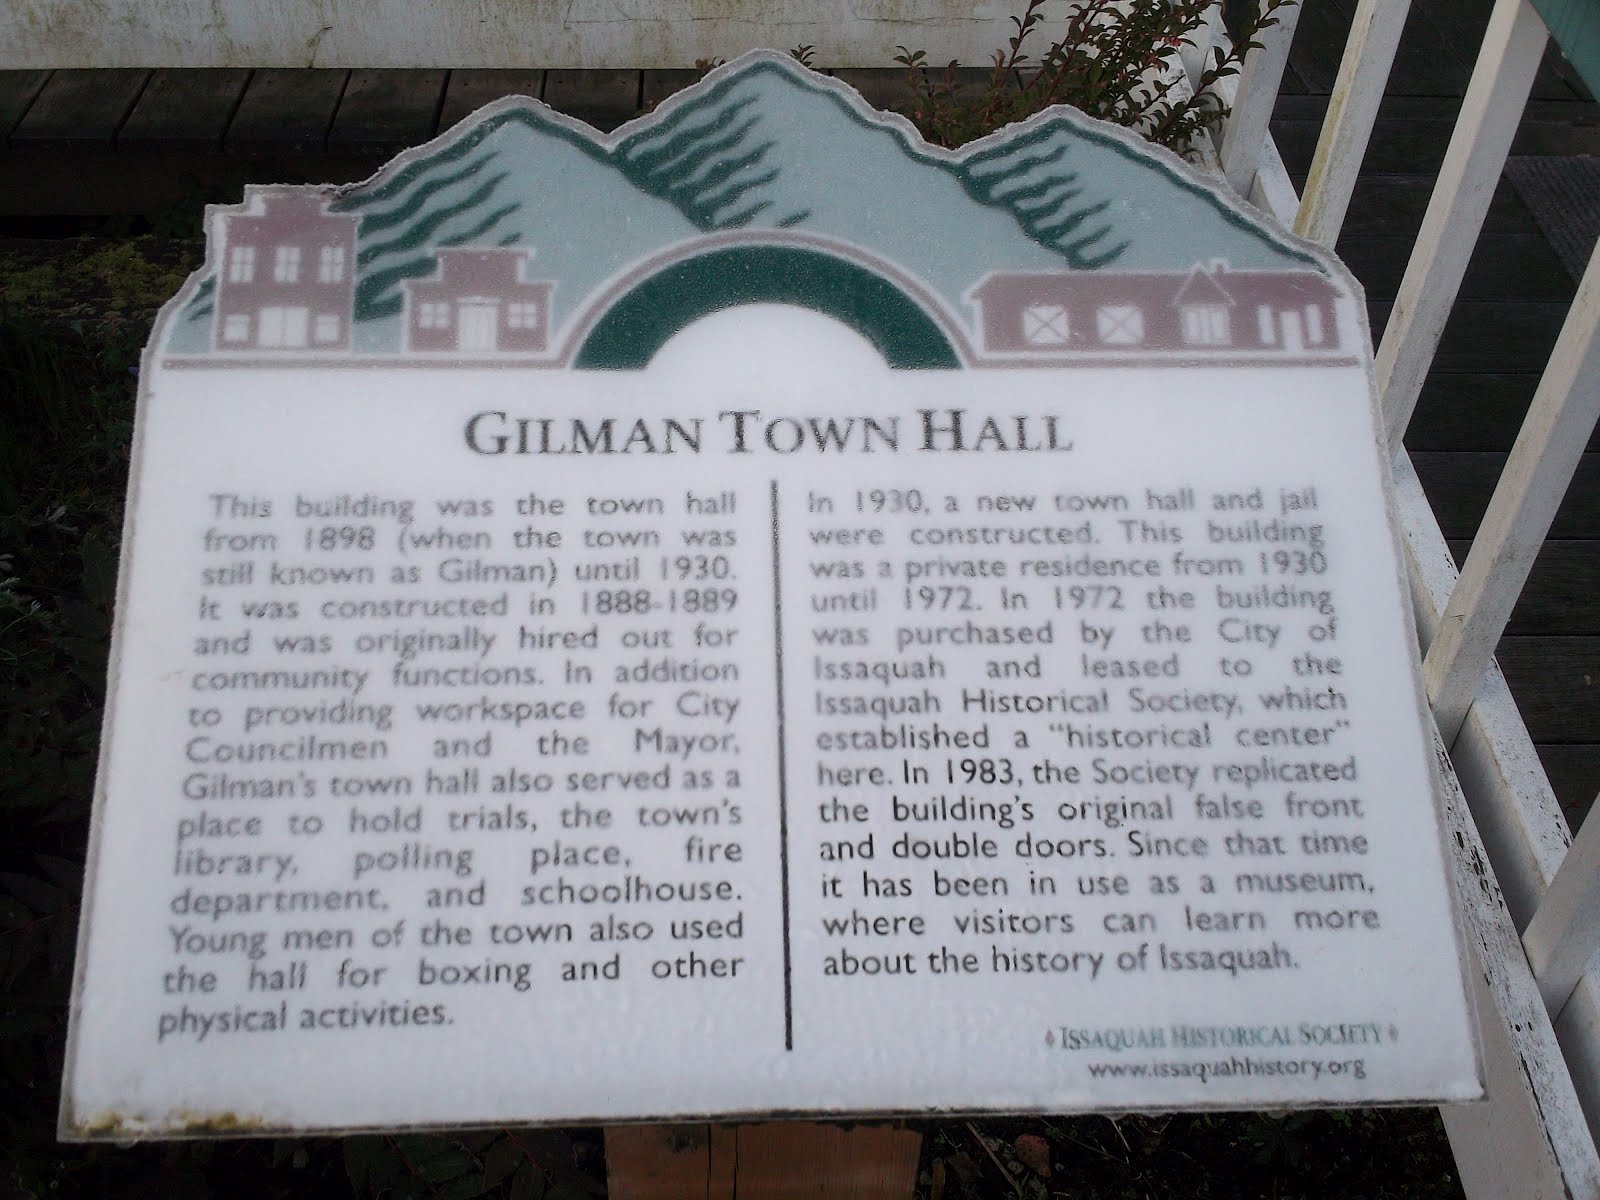 GILMAN TOWN HALL
This building was the town hall
from 1898 (when the town was
still known as Gilman) until 1930.
It was constructed in 1888-1889
and was originally hired out for
community functions. In addition
to providing workspace for City
Councilmen and the Mayor,
Gilman's town hall also served as a
place to hold trials, the town's
library, polling place, fire
department, and schoolhouse.
Young men of the town also used
the hall for boxing and other
physical activities.
In 1930, a new town hall and jail
were constructed. This building
was a private residence from 1930
until 1972. In 1972 the building
was purchased by the City of
Issaquah and leased to the
Issaquah Historical Society, which
established a "historical center"
here. In 1983, the Society replicated
the building's original false front
and double doors. Since that time
it has been in use as a museum,
where visitors can learn more
about the history of Issaquah.
ISSAQUAH HISTORICAL SOCIETY
www.issaquahhistory.org